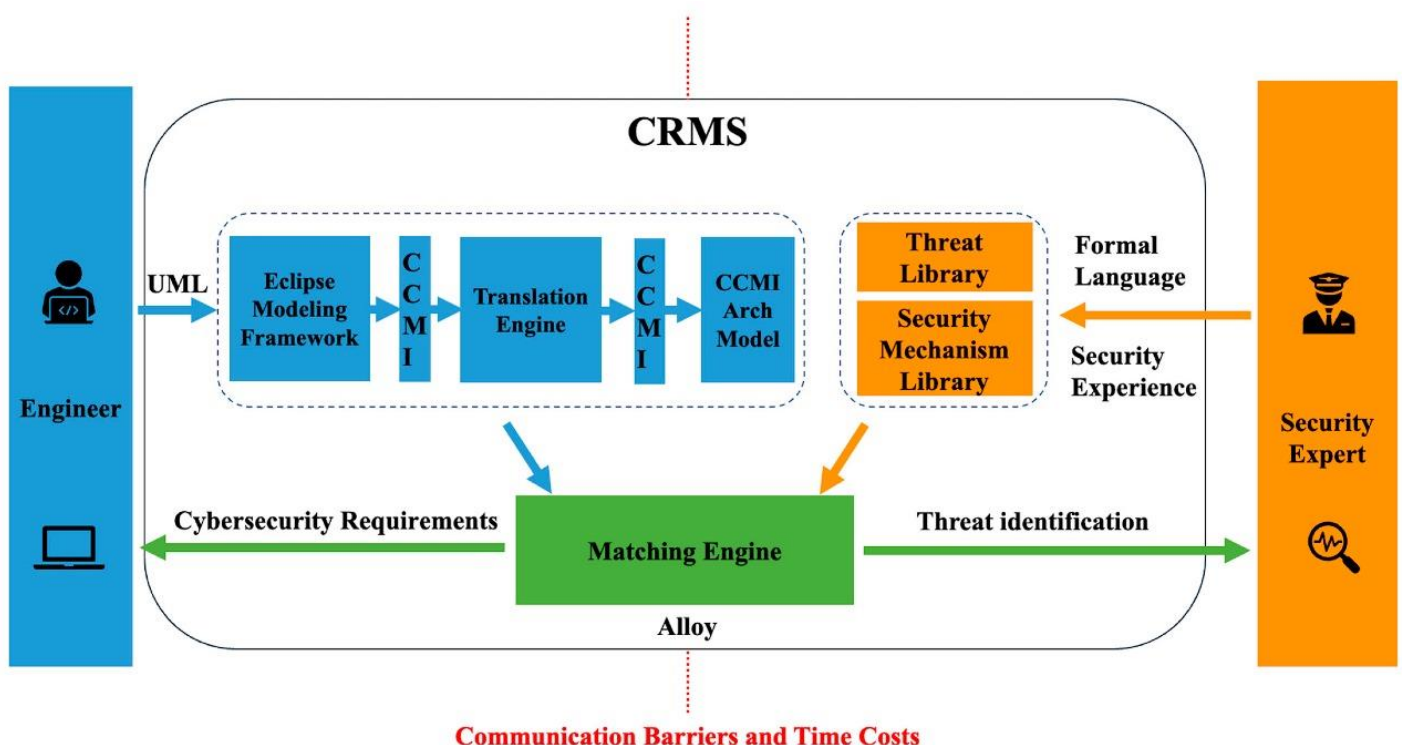 CRMS
Engineer
UML
Eclipse
Modeling
Framework
C
C
M
I
Translation
Engine
C
C
M
I
CCMI
Arch
Model
Threat
Library
Security
Mechanism
Library
Formal
Language
Security
Experience
Security
Expert
Cybersecurity Requirements
Matching Engine
Threat identification
Alloy
Communication Barriers and Time Costs